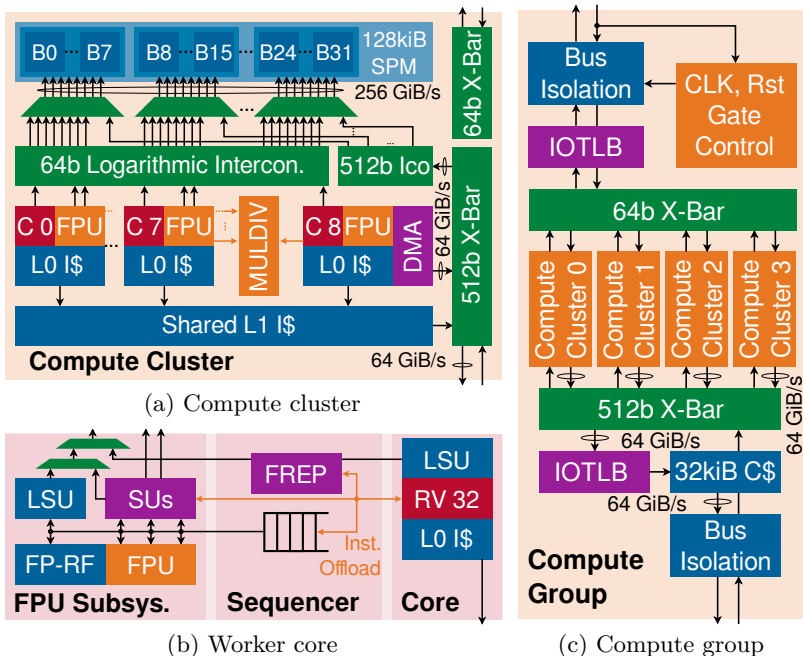 B0 ... B7 B8 ... B15 B24 ... B31 128kiB
SPM
256 GiB/s
64b X-Bar
...
64b Logarithmic Intercon. 512b Ico
C 0 FPU ... C 7 FPU MULDIV C 8 FPU DMA
L0 I$ L0 I$ L0 I$
64 GiB/s
512b X-Bar
Shared L1 I$
Compute Cluster 64 GiB/s
(a) Compute cluster
LSU
FREP
LSU SUs RV 32
L0 I$
Inst.
Offload
FP-RF FPU
FPU Subsys. Sequencer Core
(b) Worker core
Bus
Isolation
CLK, Rst
Gate
Control
IOTLB
64b X-Bar
Compute
Cluster 0
Compute
Cluster 1
Compute
Cluster 2
Compute
Cluster 3
512b X-Bar
64 GiB/s
64 GiB/s
IOTLB 32kiB C$
64 GiB/s
Bus
Isolation
Compute
Group
(c) Compute group